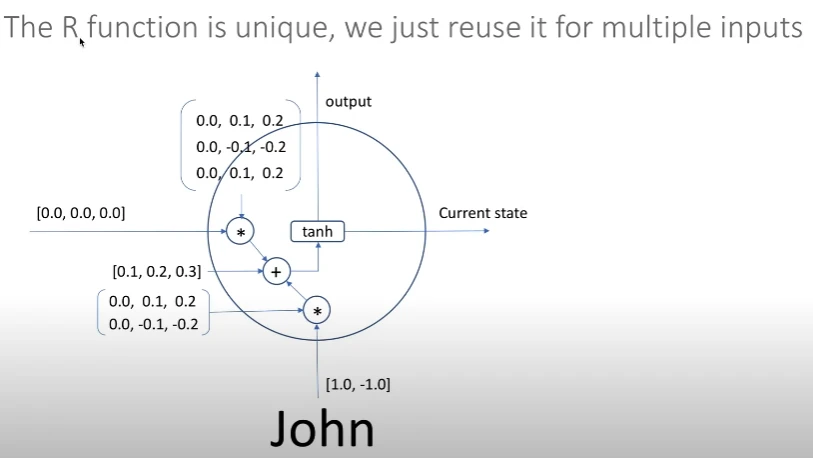 The R function is unique, we just reuse it for multiple inputs
output
0.0, 0.1, 0.2
0.0, -0.1, -0.2
0.0, 0.1, 0.2
[0.0, 0.0, 0.0]
Current state
*
tanh
[0.1, 0.2, 0.3]
+
0.0, 0.1, 0.2
0.0, -0.1, -0.2
*
[1.0, -1.0]
John